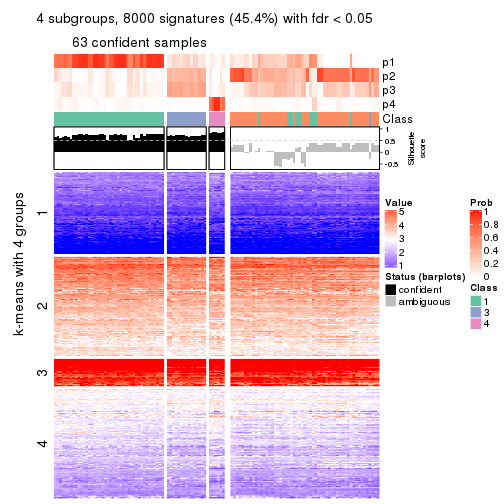 4 subgroups, 8000 signatures (45.4%) with fdr < 0.05
63 confident samples
p1
p2
p3
p4
Class
1
0.5
0
-0.5
Silhouette
score
k-means with 4 groups
1
2
3
4
Value
5
4
3
2
1
Status (barplots)
confident
ambiguous
Prob
1
0.8
0.6
0.4
0.2
0
Class
1
3
4